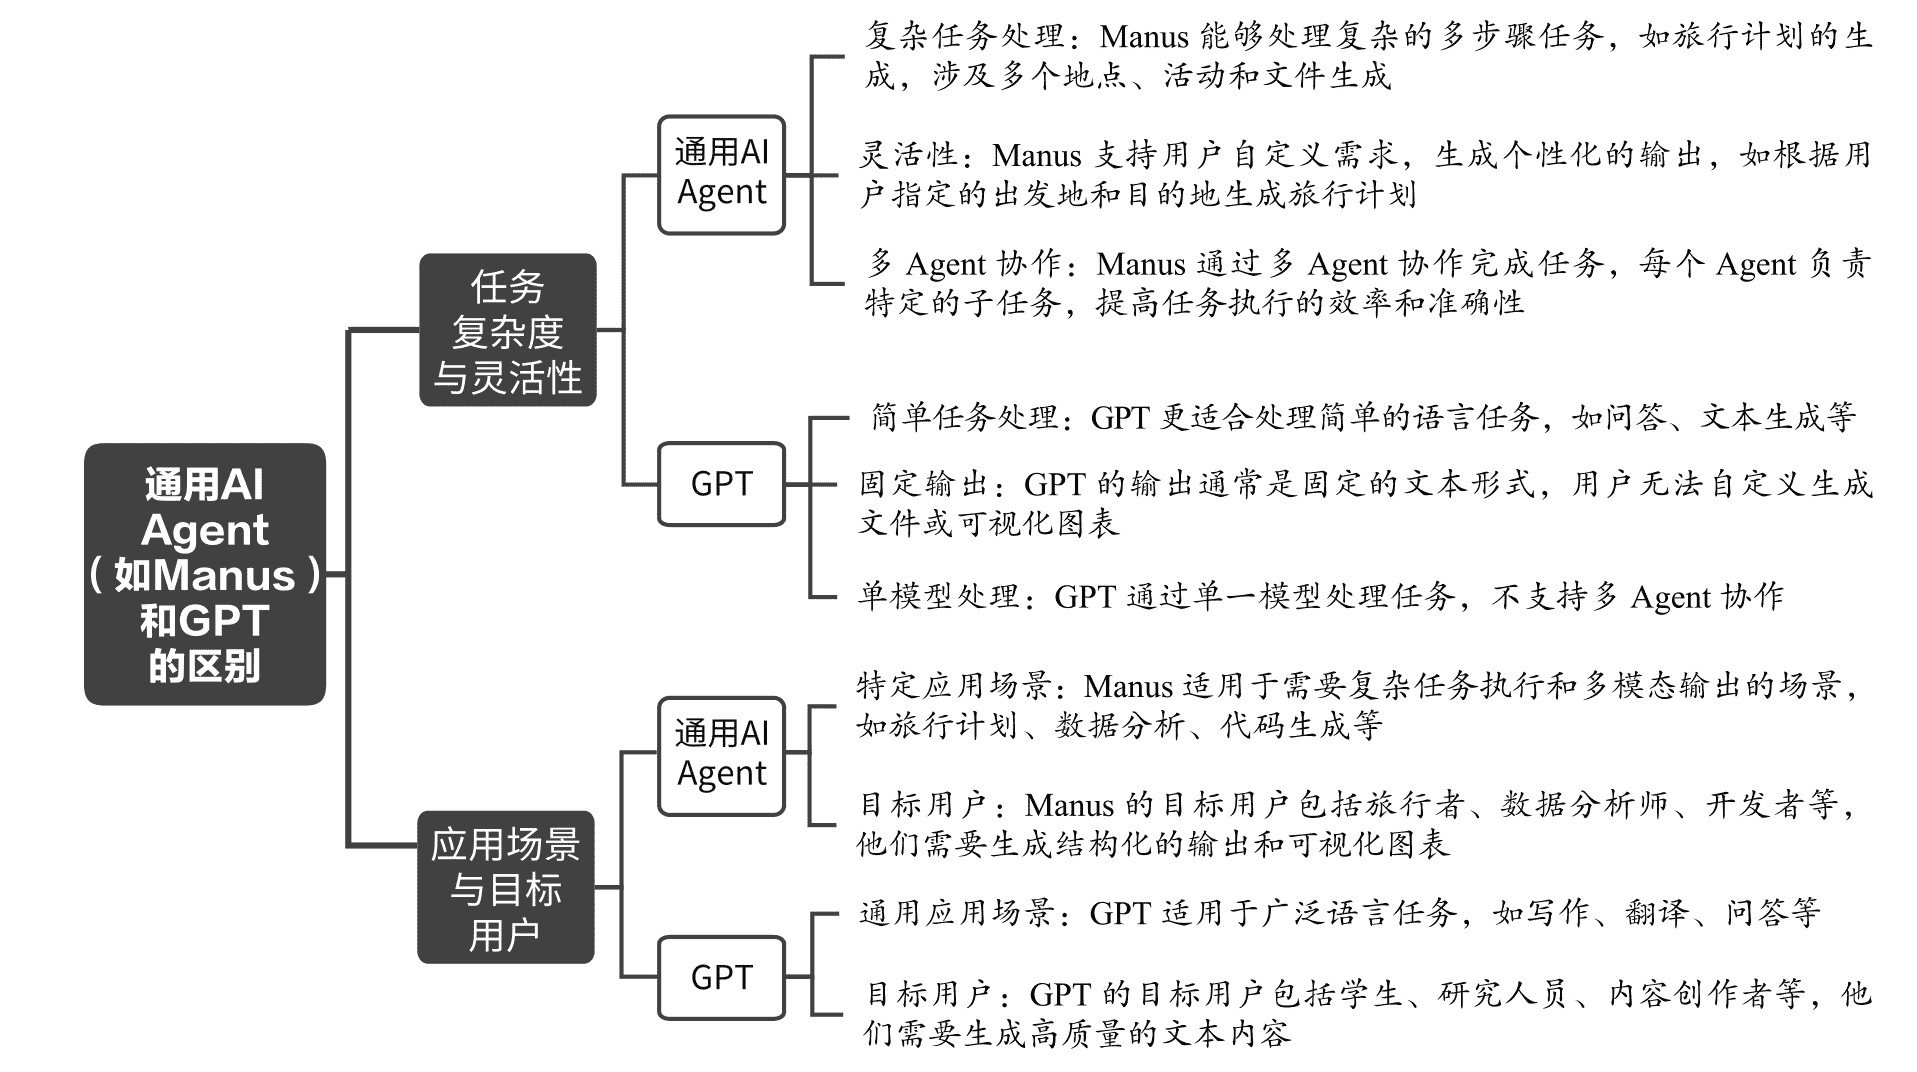 通用AI
Agent
（如Manus）
和GPT
的区别
任务
复杂度
与灵活性
通用AI
Agent
复杂任务处理：Manus 能够处理复杂的多步骤任务，如旅行计划的生
成，涉及多个地点、活动和文件生成
灵活性：Manus 支持用户自定义需求，生成个性化的输出，如根据用
户指定的出发地和目的地生成旅行计划
多 Agent 协作：Manus 通过多 Agent 协作完成任务，每个 Agent 负责
特定的子任务，提高任务执行的效率和准确性
GPT
简单任务处理：GPT 更适合处理简单的语言任务，如问答、文本生成等
固定输出：GPT 的输出通常是固定的文本形式，用户无法自定义生成
文件或可视化图表
单模型处理：GPT 通过单一模型处理任务，不支持多 Agent 协作
应用场景
与目标
用户
通用AI
Agent
特定应用场景：Manus 适用于需要复杂任务执行和多模态输出的场景，
如旅行计划、数据分析、代码生成等
目标用户：Manus 的目标用户包括旅行者、数据分析师、开发者等，
他们需要生成结构化的输出和可视化图表
GPT
通用应用场景：GPT 适用于广泛语言任务，如写作、翻译、问答等
目标用户：GPT 的目标用户包括学生、研究人员、内容创作者等，他
们需要生成高质量的文本内容